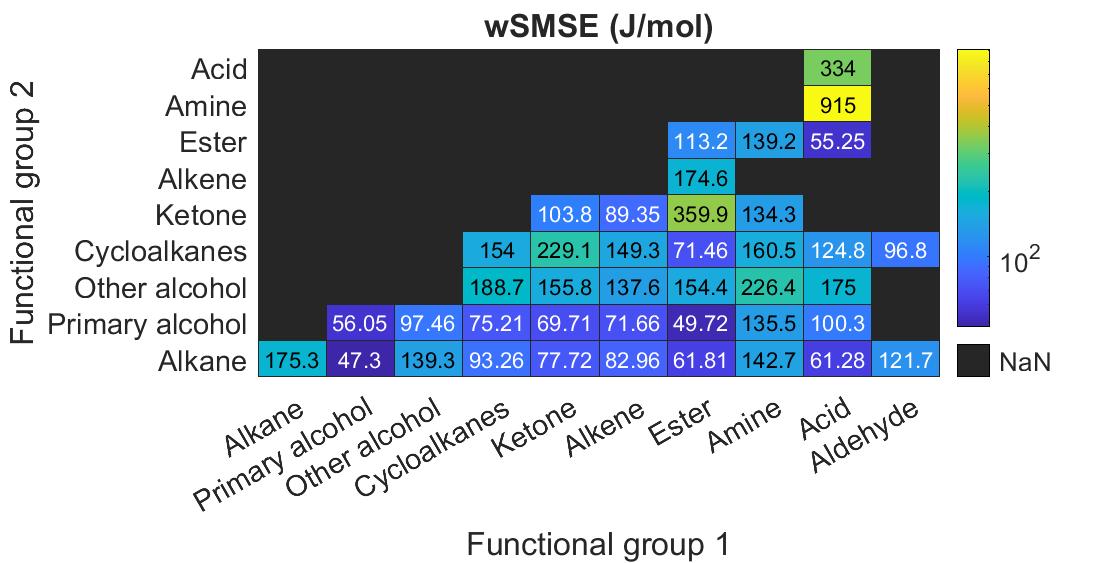 wSMSE (J/mol)
Functional group 2
Acid 334
Amine 915
Ester 113.2 139.2 55.25
Alkene 174.6
Ketone 103.8 89.35 359.9 134.3
Cycloalkanes 154 229.1 149.3 71.46 160.5 124.8 96.8
Other alcohol 188.7 155.8 137.6 154.4 226.4 175
Primary alcohol 56.05 97.46 75.21 69.71 71.66 49.72 135.5 100.3
Alkane 175.3 47.3 139.3 93.26 77.72 82.96 61.81 142.7 61.28 121.7
10²
NaN
Alkane
Primary alcohol
Other alcohol
Cycloalkanes
Ketone
Alkene
Ester
Amine
Acid
Aldehyde
Functional group 1